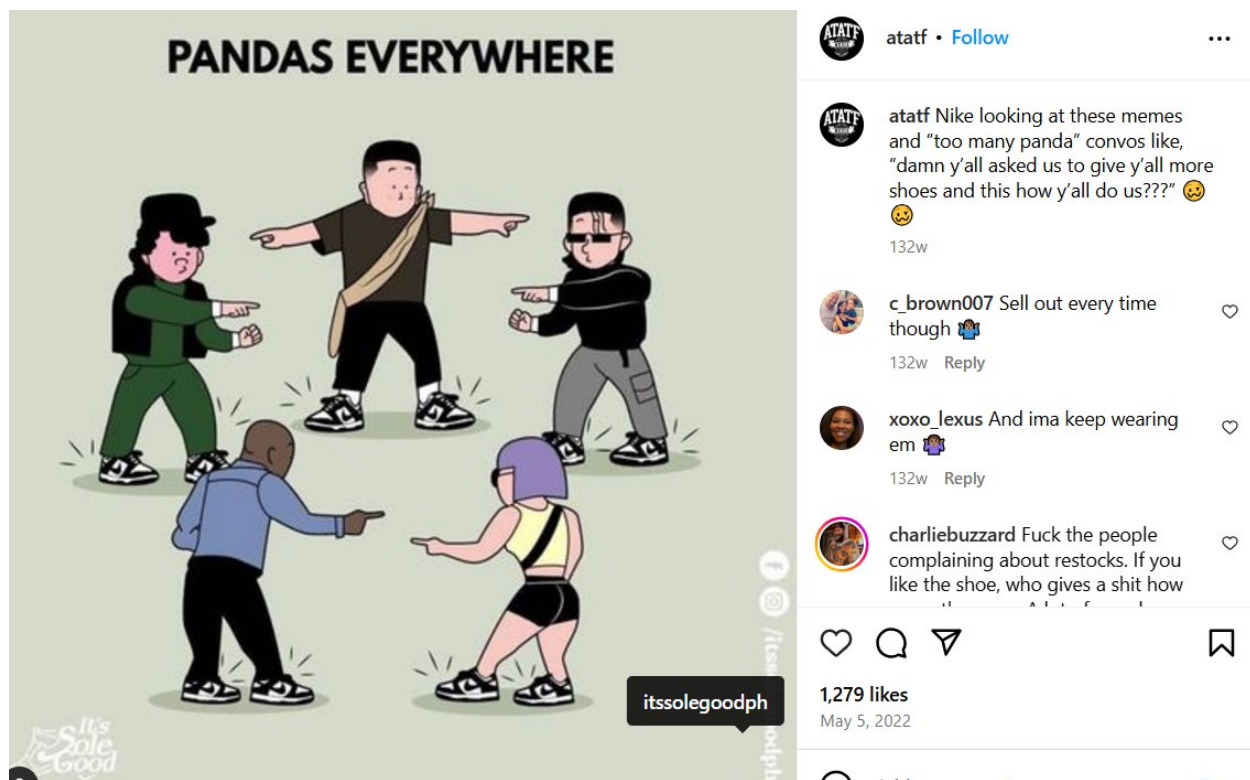 PANDAS EVERYWHERE
ATATF
atatf • Follow
ATATF
atatf Nike looking at these memes
and “too many panda” convos like,
“damn y’all asked us to give y’all more
shoes and this how y’all do us???” 🥴
🥴
132w
c_brown007 Sell out every time
though 🤷🏾‍♂️
132w Reply
xoxo_lexus And ima keep wearing
em 🤷🏾‍♀️
132w Reply
charliebuzzard Fuck the people
complaining about restocks. If you
like the shoe, who gives a shit how
1,279 likes
May 5, 2022
itssolegoodph
It's
Sole
Good